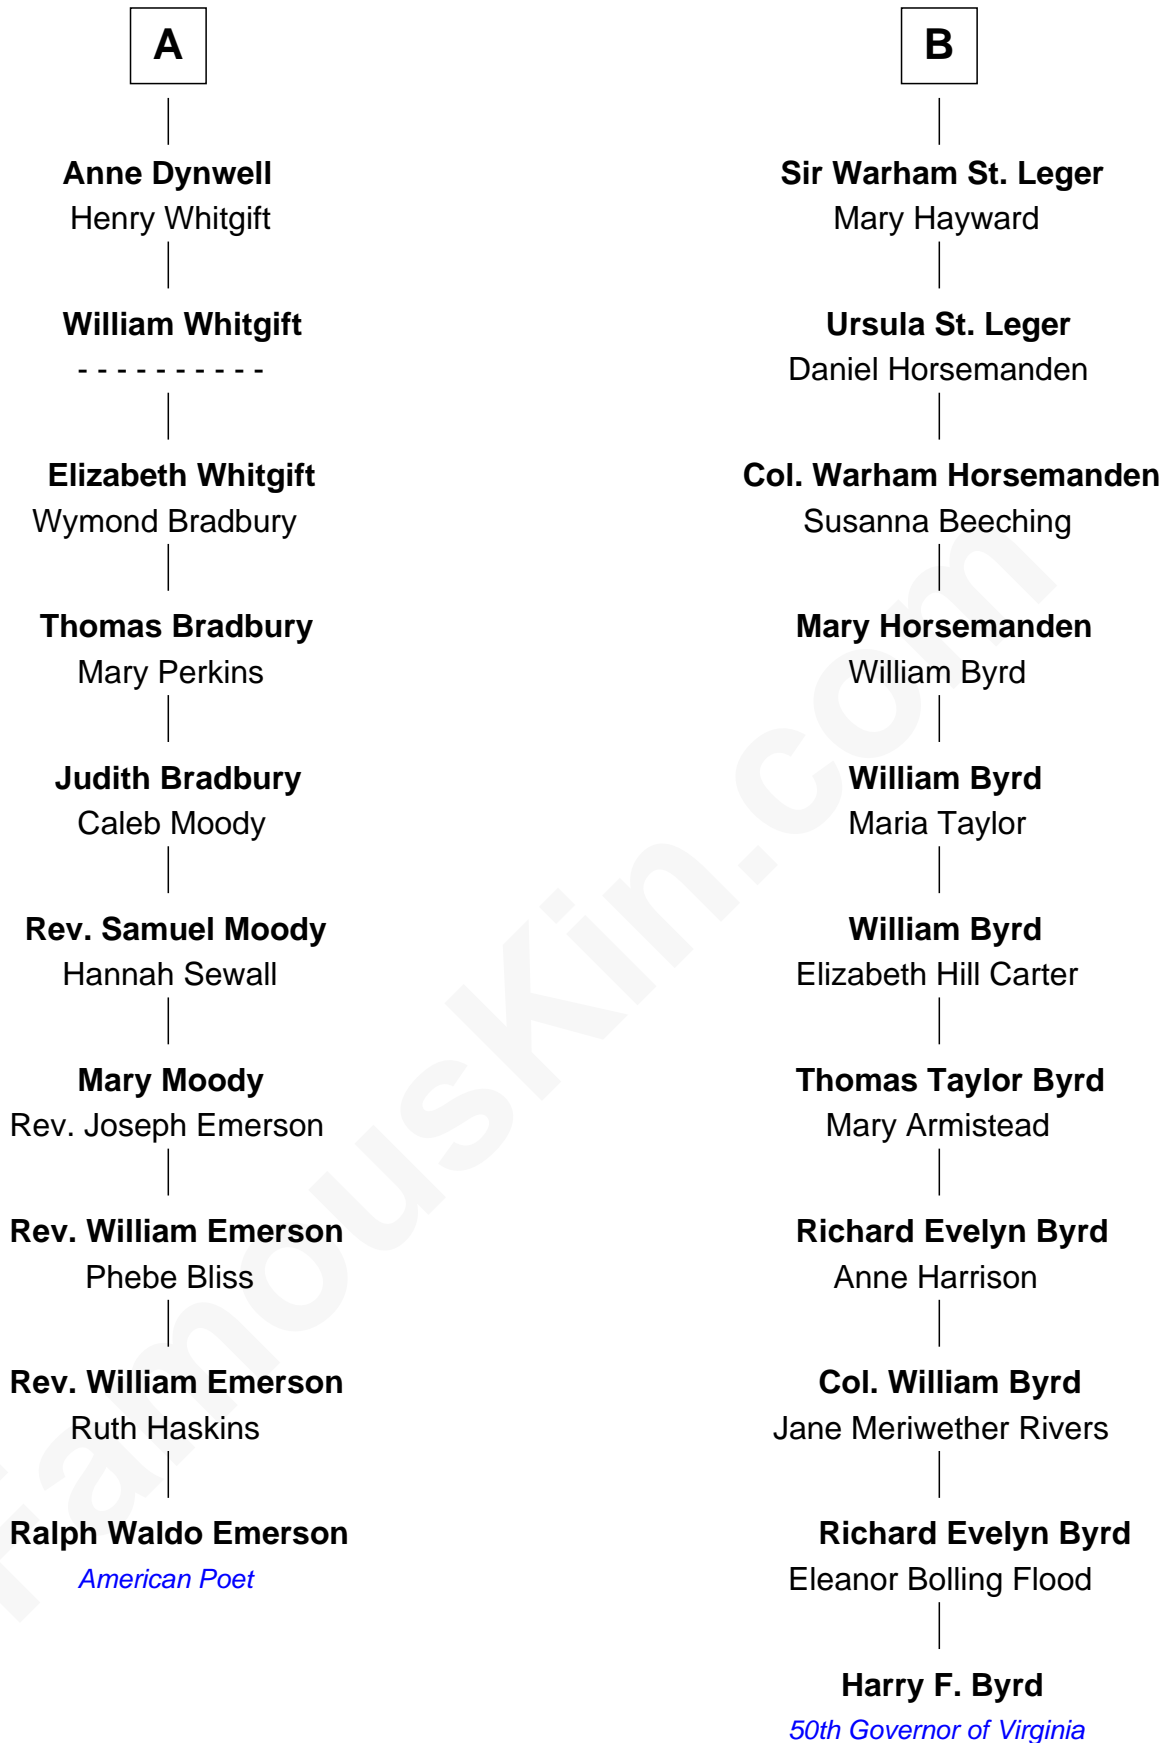 A
Anne Dynwell
Henry Whitgift
William Whitgift
- - - - - - - - - -
Elizabeth Whitgift
Wymond Bradbury
Thomas Bradbury
Mary Perkins
Judith Bradbury
Caleb Moody
Rev. Samuel Moody
Hannah Sewall
Mary Moody
Rev. Joseph Emerson
Rev. William Emerson
Phebe Bliss
Rev. William Emerson
Ruth Haskins
Ralph Waldo Emerson
American Poet
B
Sir Warham St. Leger
Mary Hayward
Ursula St. Leger
Daniel Horsemanden
Col. Warham Horsemanden
Susanna Beeching
Mary Horsemanden
William Byrd
William Byrd
Maria Taylor
William Byrd
Elizabeth Hill Carter
Thomas Taylor Byrd
Mary Armistead
Richard Evelyn Byrd
Anne Harrison
Col. William Byrd
Jane Meriwether Rivers
Richard Evelyn Byrd
Eleanor Bolling Flood
Harry F. Byrd
50th Governor of Virginia
FamousKin.com